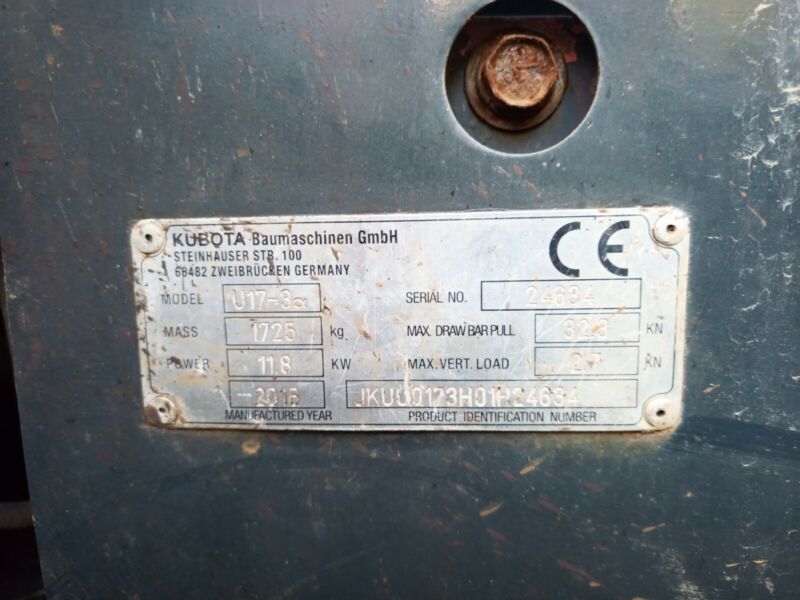 KUBOTA Baumaschinen GmbH
STEINHAUSER STR. 100
66482 ZWEIBRÜCKEN GERMANY
CE
MODEL U17-3α SERIAL NO. 24634
MASS 1725 kg MAX. DRAW BAR PULL KN
POWER 11.8 KW MAX. VERT. LOAD KN
JKUU0173H01H24634
MANUFACTURED YEAR PRODUCT IDENTIFICATION NUMBER